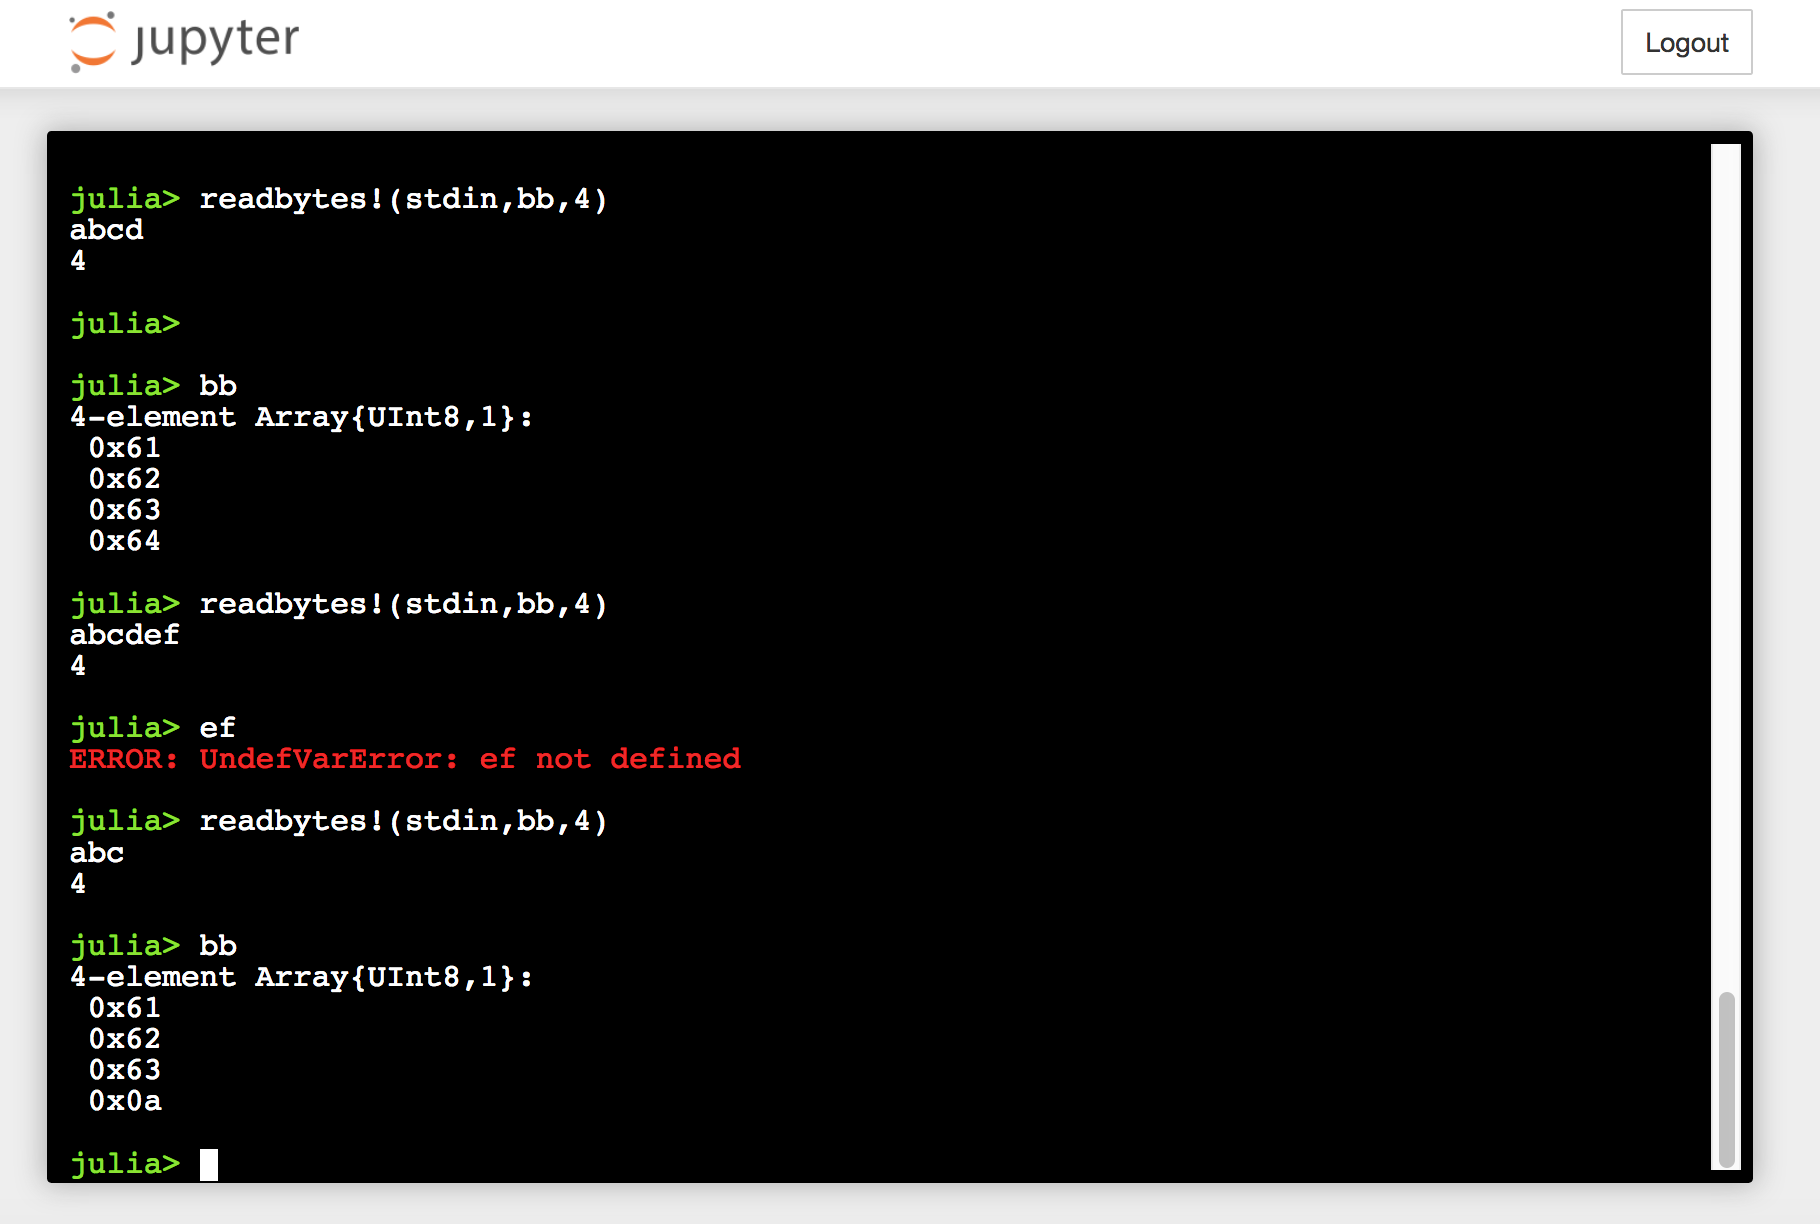 jupyter
Logout
julia> readbytes!(stdin,bb,4)
abcd
4
julia>
julia> bb
4-element Array{UInt8,1}:
0x61
0x62
0x63
0x64
julia> readbytes!(stdin,bb,4)
abcdef
4
julia> ef
ERROR: UndefVarError: ef not defined
julia> readbytes!(stdin,bb,4)
abc
4
julia> bb
4-element Array{UInt8,1}:
0x61
0x62
0x63
0x0a
julia>